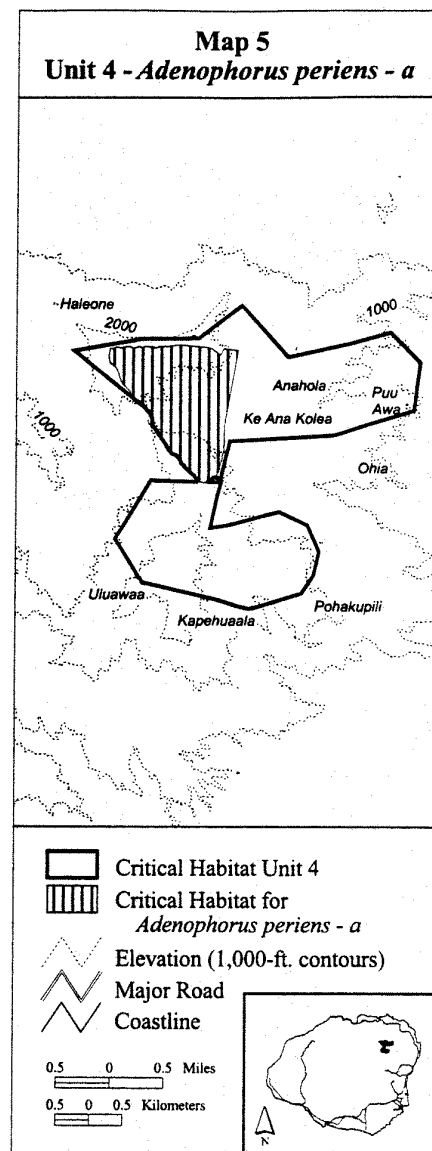 Map 5
Unit 4 - Adenophorus periens - a
Haleone
2000
1000
Anahola
Puu
Awa
Ke Ana Kolea
1000
Ohia
Uluawaa
Kapehuaala
Pohakupili
Critical Habitat Unit 4
Critical Habitat for
Adenophorus periens - a
Elevation (1,000-ft. contours)
Major Road
Coastline
0.5 0 0.5 Miles
0.5 0 0.5 Kilometers
N